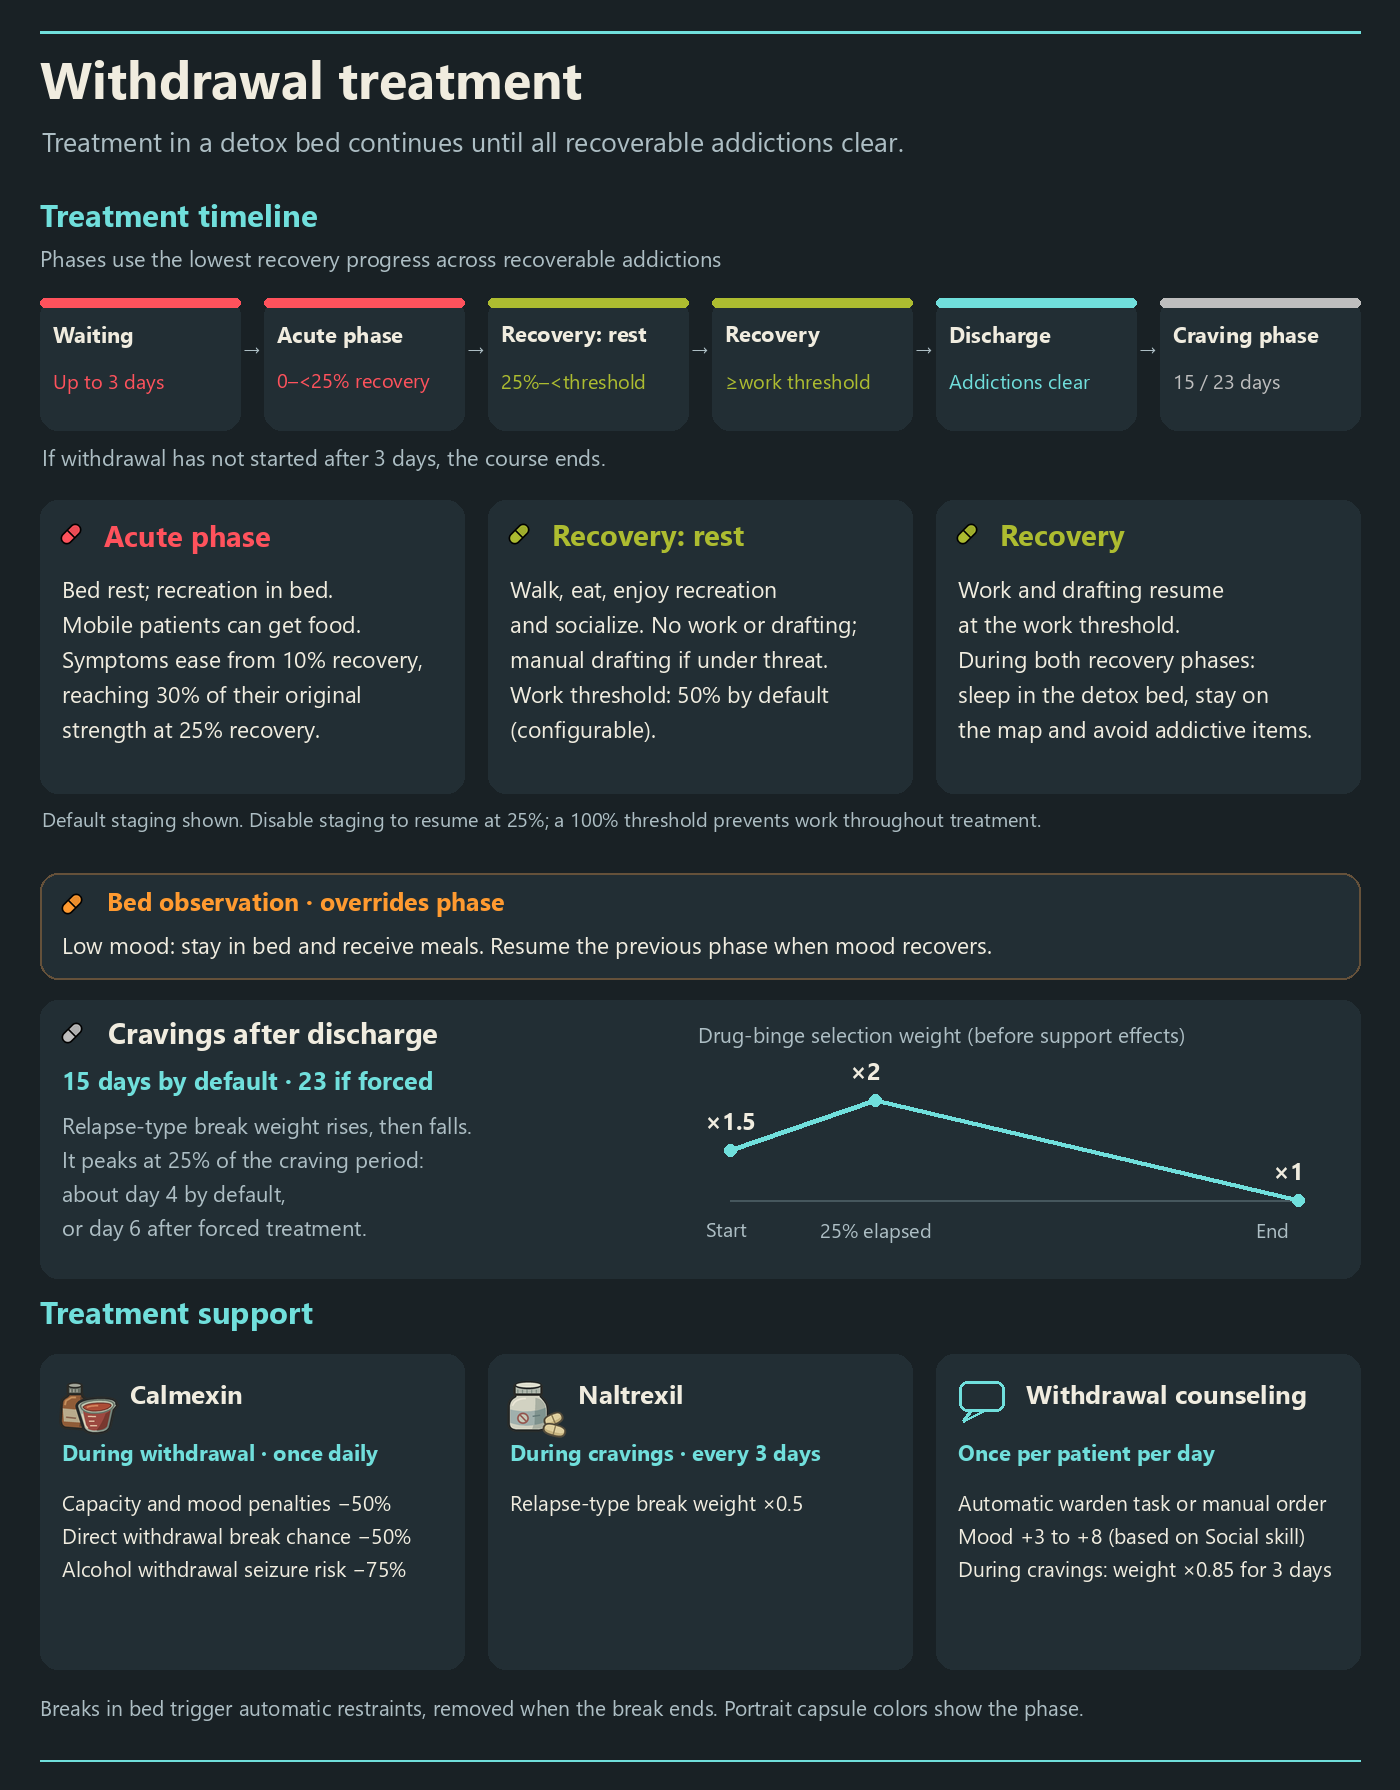 Withdrawal treatment
Treatment in a detox bed continues until all recoverable addictions clear.
Treatment timeline
Phases use the lowest recovery progress across recoverable addictions
Waiting
Up to 3 days
→
Acute phase
0–<25% recovery
→
Recovery: rest
25%–<threshold
→
Recovery
≥work threshold
→
Discharge
Addictions clear
→
Craving phase
15 / 23 days
If withdrawal has not started after 3 days, the course ends.
Acute phase
Bed rest; recreation in bed.
Mobile patients can get food.
Symptoms ease from 10% recovery,
reaching 30% of their original
strength at 25% recovery.
Recovery: rest
Walk, eat, enjoy recreation
and socialize. No work or drafting;
manual drafting if under threat.
Work threshold: 50% by default
(configurable).
Recovery
Work and drafting resume
at the work threshold.
During both recovery phases:
sleep in the detox bed, stay on
the map and avoid addictive items.
Default staging shown. Disable staging to resume at 25%; a 100% threshold prevents work throughout treatment.
Bed observation · overrides phase
Low mood: stay in bed and receive meals. Resume the previous phase when mood recovers.
Cravings after discharge
15 days by default · 23 if forced
Relapse-type break weight rises, then falls.
It peaks at 25% of the craving period:
about day 4 by default,
or day 6 after forced treatment.
Drug-binge selection weight (before support effects)
×2
×1.5
×1
Start
25% elapsed
End
Treatment support
Calmexin
During withdrawal · once daily
Capacity and mood penalties −50%
Direct withdrawal break chance −50%
Alcohol withdrawal seizure risk −75%
Naltrexil
During cravings · every 3 days
Relapse-type break weight ×0.5
Withdrawal counseling
Once per patient per day
Automatic warden task or manual order
Mood +3 to +8 (based on Social skill)
During cravings: weight ×0.85 for 3 days
Breaks in bed trigger automatic restraints, removed when the break ends. Portrait capsule colors show the phase.